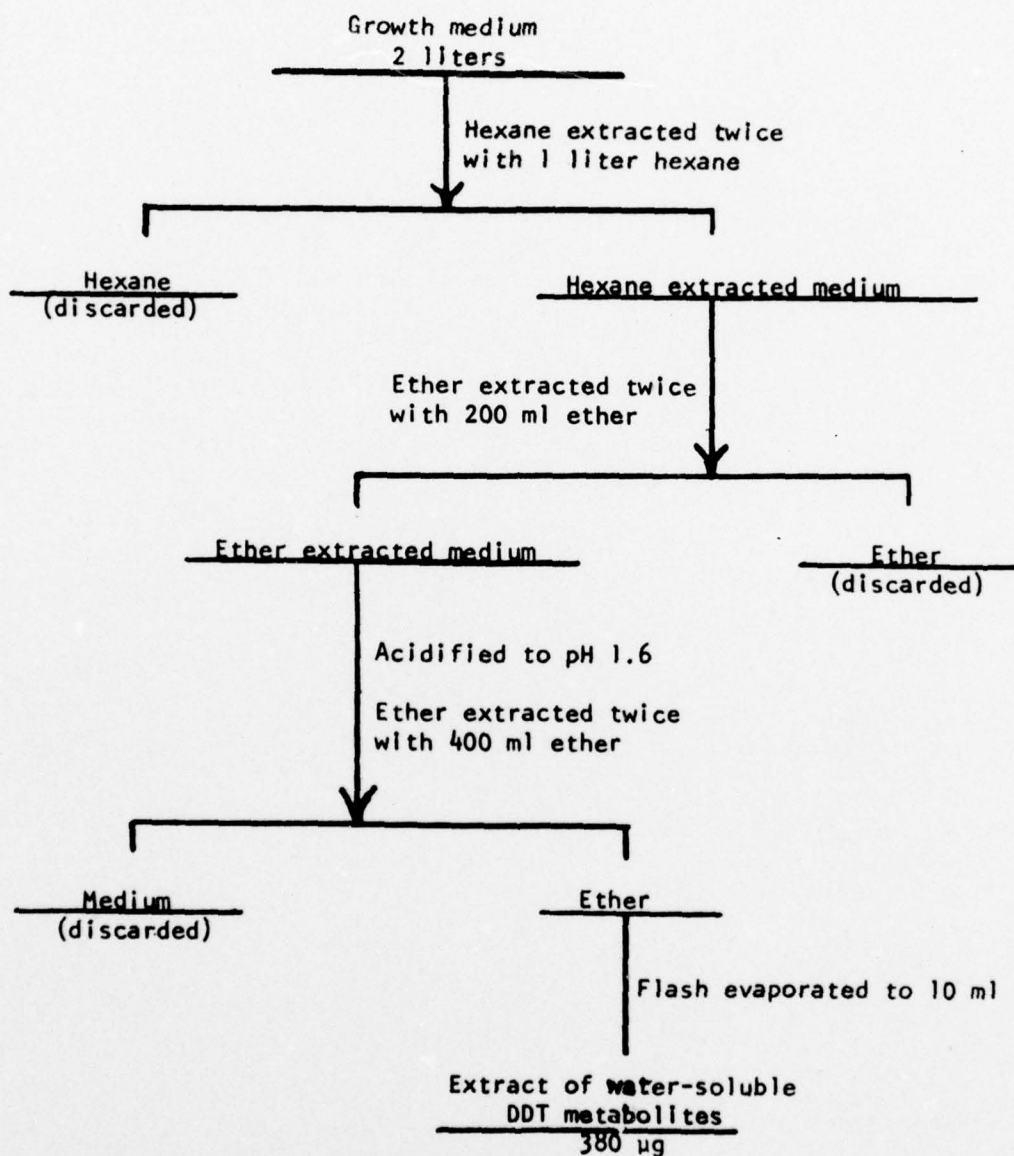 Growth medium
2 liters
Hexane extracted twice
with 1 liter hexane
Hexane
(discarded)
Hexane extracted medium
Ether extracted twice
with 200 ml ether
Ether extracted medium
Ether
(discarded)
Acidified to pH 1.6
Ether extracted twice
with 400 ml ether
Medium
(discarded)
Ether
Flash evaporated to 10 ml
Extract of water-soluble
DDT metabolites
380 µg